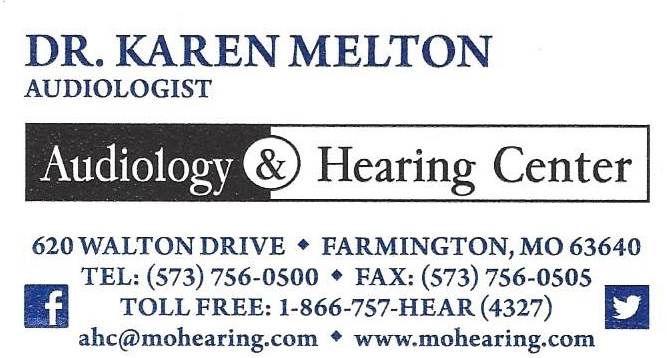 DR. KAREN MELTON
AUDIOLOGIST
Audiology & Hearing Center
620 WALTON DRIVE ◆ FARMINGTON, MO 63640
TEL: (573) 756-0500 ◆ FAX: (573) 756-0505
f TOLL FREE: 1-866-757-HEAR (4327)
ahc@mohearing.com ◆ www.mohearing.com